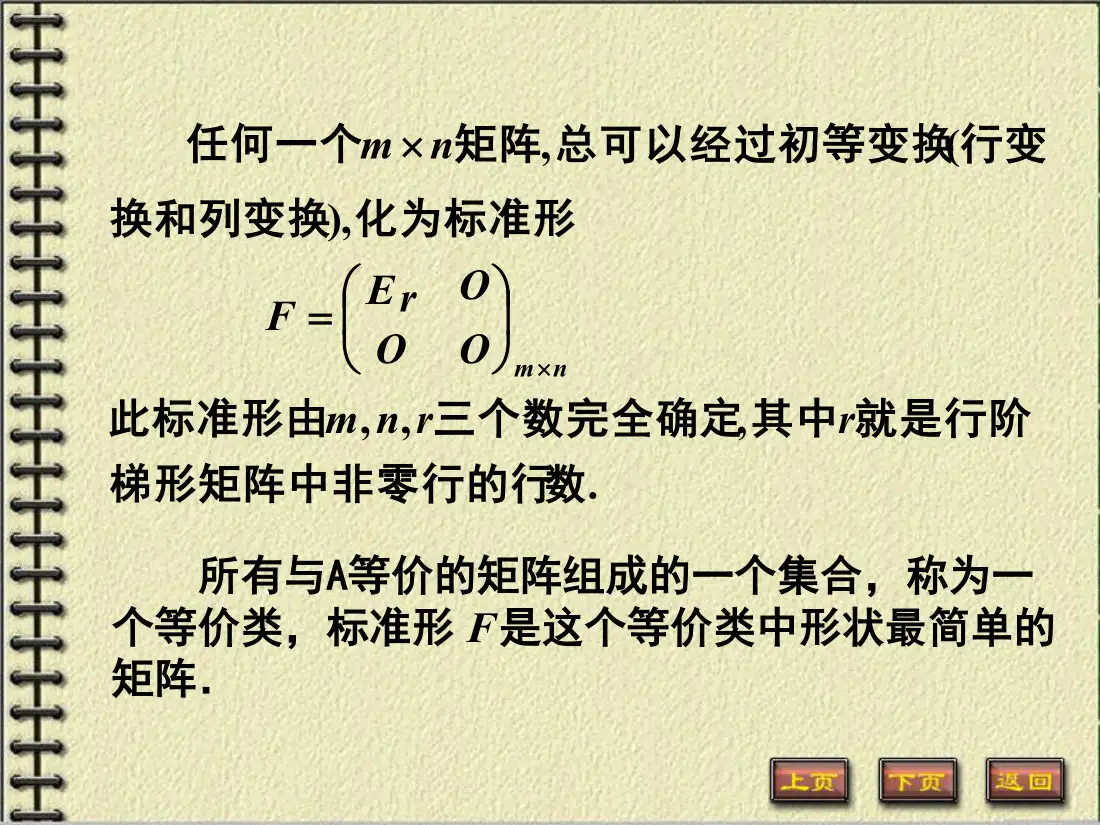 任何一个m × n矩阵,总可以经过初等变换(行变
换和列变换),化为标准形
F = ( E r O
O O ) m×n
此标准形由m, n, r三个数完全确定,其中r就是行阶
梯形矩阵中非零行的行数.
所有与A等价的矩阵组成的一个集合，称为一
个等价类，标准形 F是这个等价类中形状最简单的
矩阵.
上页 下页 返回